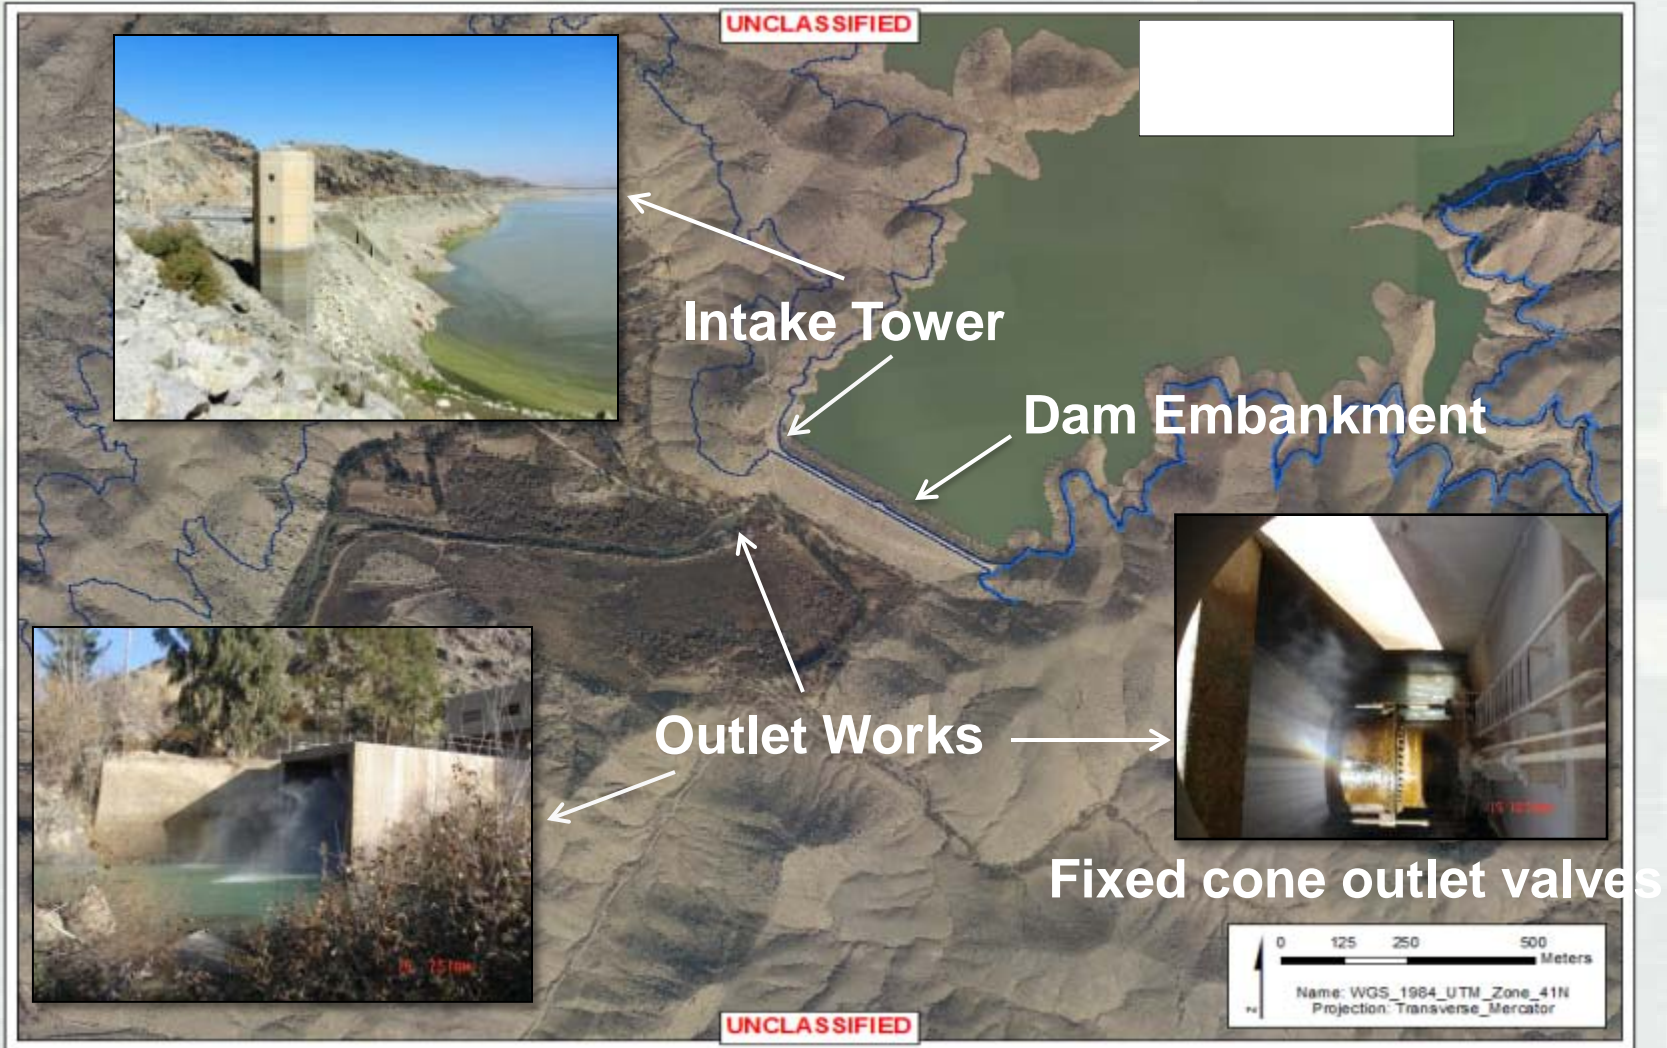 UNCLASSIFIED
Intake Tower
Dam Embankment
Outlet Works
Fixed cone outlet valves
0 125 250 500
Meters
Name: WGS_1984_UTM_Zone_41N
Projection: Transverse_Mercator
N
UNCLASSIFIED